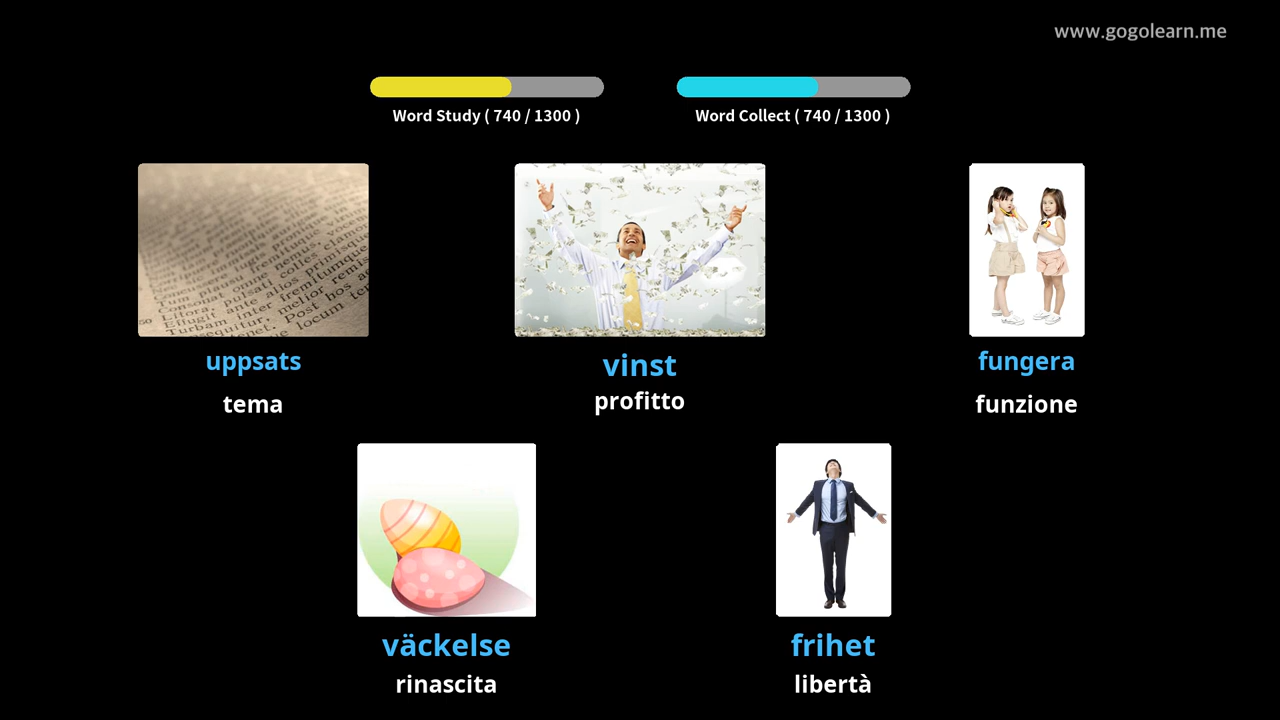 www.gogolearn.me
Word Study ( 740 / 1300 )
Word Collect ( 740 / 1300 )
uppsats
vinst
fungera
tema
profitto
funzione
väckelse
frihet
rinascita
libertà